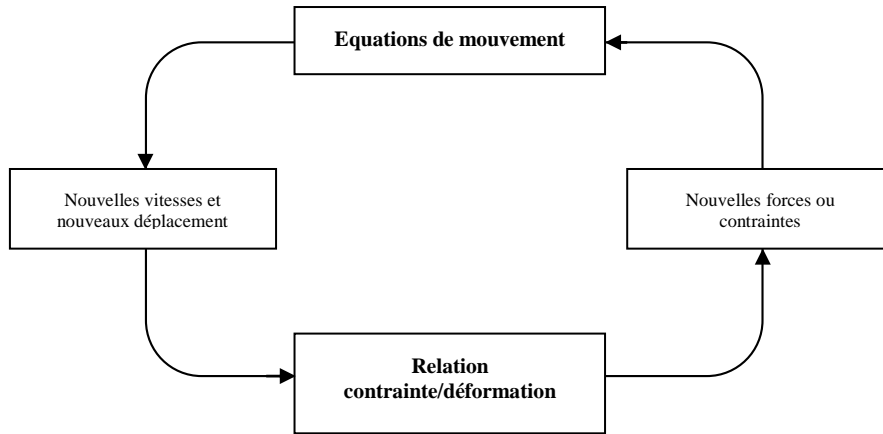 Equations de mouvement
Nouvelles vitesses et
nouveaux déplacement
Nouvelles forces ou
contraintes
Relation
contrainte/déformation